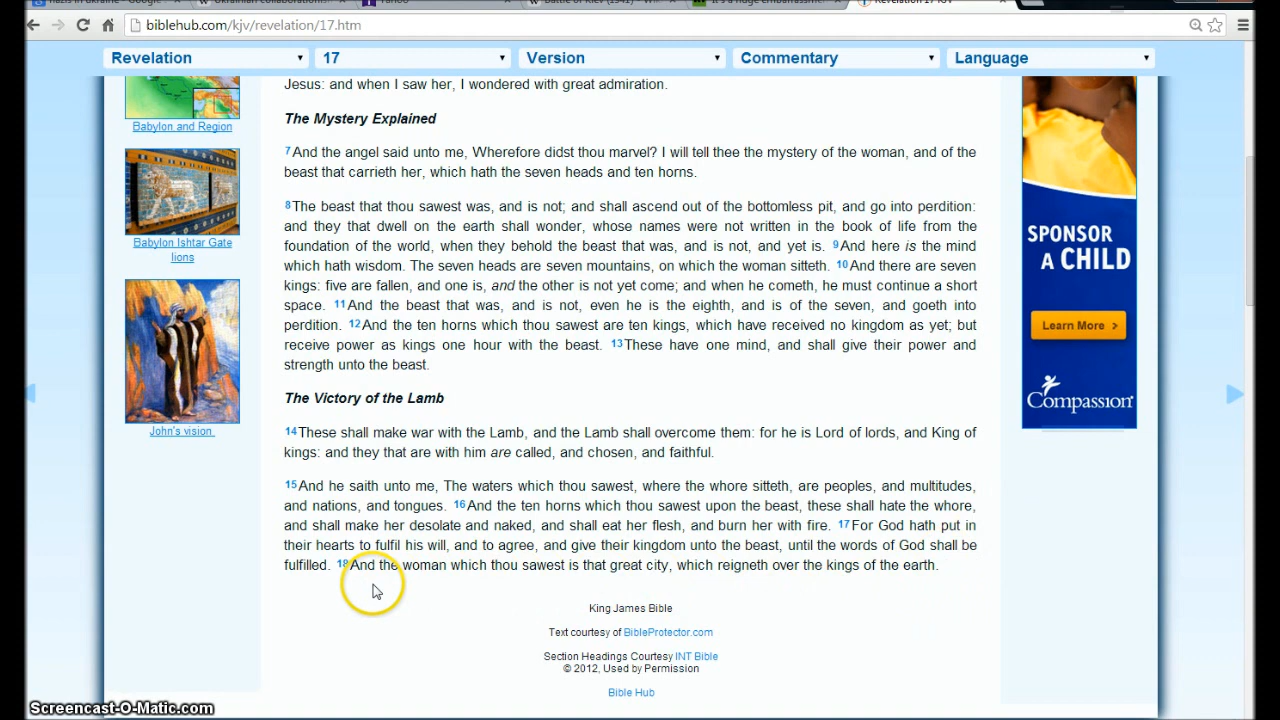 biblehub.com/kjv/revelation/17.htm
Revelation 17 Version Commentary Language
Jesus: and when I saw her, I wondered with great admiration.
Babylon and Region
The Mystery Explained
7And the angel said unto me, Wherefore didst thou marvel? I will tell thee the mystery of the woman, and of the
beast that carrieth her, which hath the seven heads and ten horns.
8The beast that thou sawest was, and is not; and shall ascend out of the bottomless pit, and go into perdition:
and they that dwell on the earth shall wonder, whose names were not written in the book of life from the
foundation of the world, when they behold the beast that was, and is not, and yet is. 9And here is the mind
which hath wisdom. The seven heads are seven mountains, on which the woman sitteth. 10And there are seven
kings: five are fallen, and one is, and the other is not yet come; and when he cometh, he must continue a short
space. 11And the beast that was, and is not, even he is the eighth, and is of the seven, and goeth into
perdition. 12And the ten horns which thou sawest are ten kings, which have received no kingdom as yet; but
receive power as kings one hour with the beast. 13These have one mind, and shall give their power and
strength unto the beast.
Babylon Ishtar Gate
lions
John's vision
The Victory of the Lamb
14These shall make war with the Lamb, and the Lamb shall overcome them: for he is Lord of lords, and King of
kings: and they that are with him are called, and chosen, and faithful.
15And he saith unto me, The waters which thou sawest, where the whore sitteth, are peoples, and multitudes,
and nations, and tongues. 16And the ten horns which thou sawest upon the beast, these shall hate the whore,
and shall make her desolate and naked, and shall eat her flesh, and burn her with fire. 17For God hath put in
their hearts to fulfil his will, and to agree, and give their kingdom unto the beast, until the words of God shall be
fulfilled. 18And the woman which thou sawest is that great city, which reigneth over the kings of the earth.
King James Bible
Text courtesy of BibleProtector.com
Section Headings Courtesy INT Bible
© 2012, Used by Permission
Bible Hub
SPONSOR
A CHILD
Learn More >
Compassion
Screencast-O-Matic.com